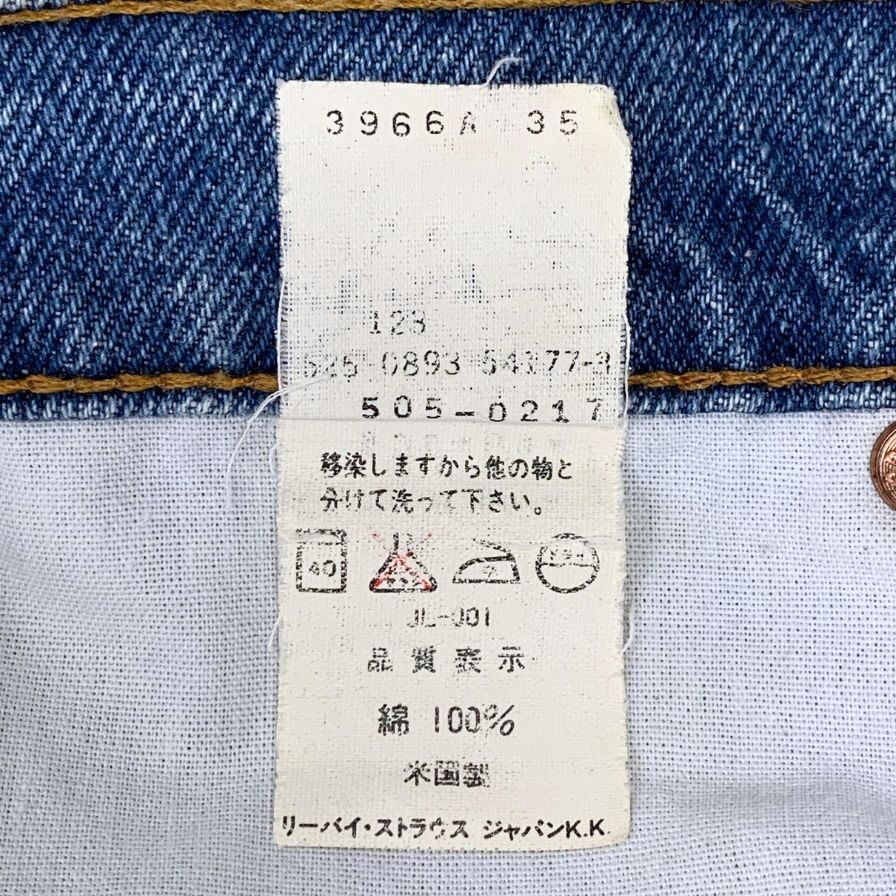 3966A 35
128
525 0893 54177-3
505-0217
移染しますから他の物と
分けて洗って下さい。
40
JL-001
品質表示
綿 100%
米国製
リーバイ・ストラウス ジャパンK.K.